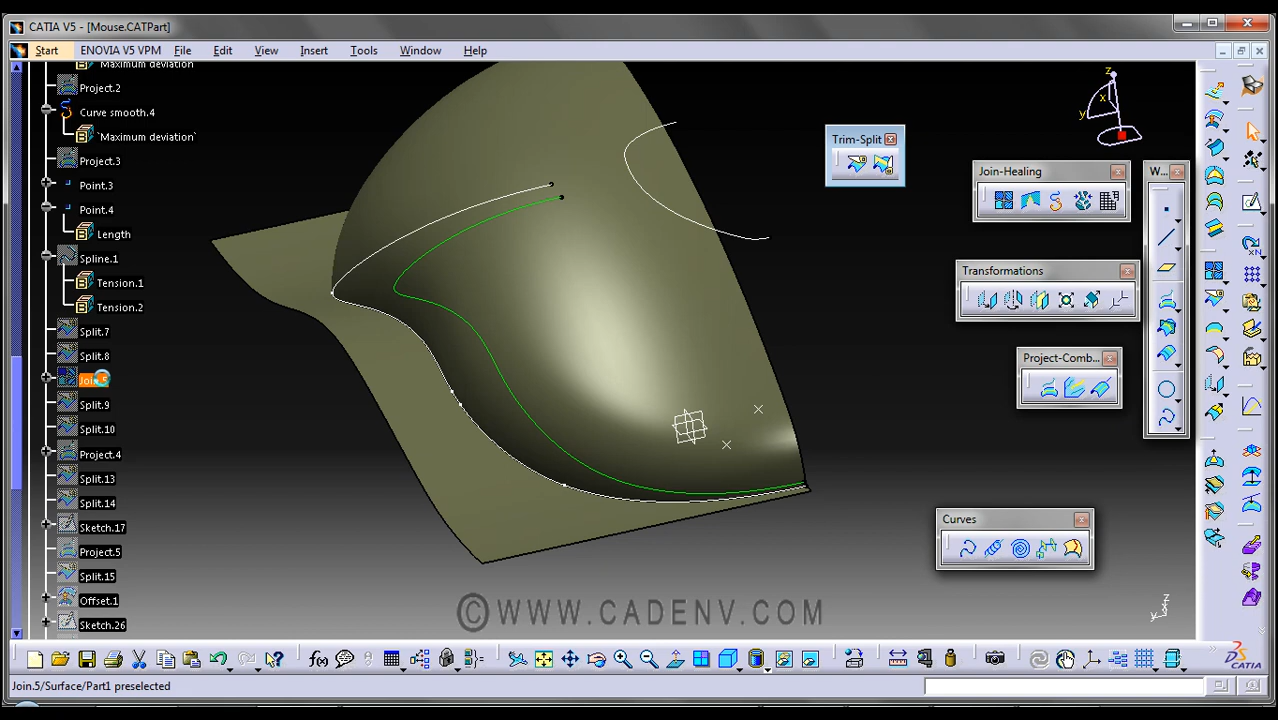 CATIA V5 - [Mouse.CATPart]
Start ENOVIA V5 VPM File Edit View Insert Tools Window Help
`Maximum deviation`
Project.2
Curve smooth.4
`Maximum deviation`
Project.3
Point.3
Point.4
Length
Spline.1
Tension.1
Tension.2
Split.7
Split.8
Join.5
Split.9
Split.10
Project.4
Split.13
Split.14
Sketch.17
Project.5
Split.15
Offset.1
Sketch.26
z
x
y
Trim-Split
Join-Healing
W...
Transformations
Project-Comb...
Curves
z
x
y
©WWW.CADENV.COM
f(x)
CATIA
Join.5/Surface/Part1 preselected